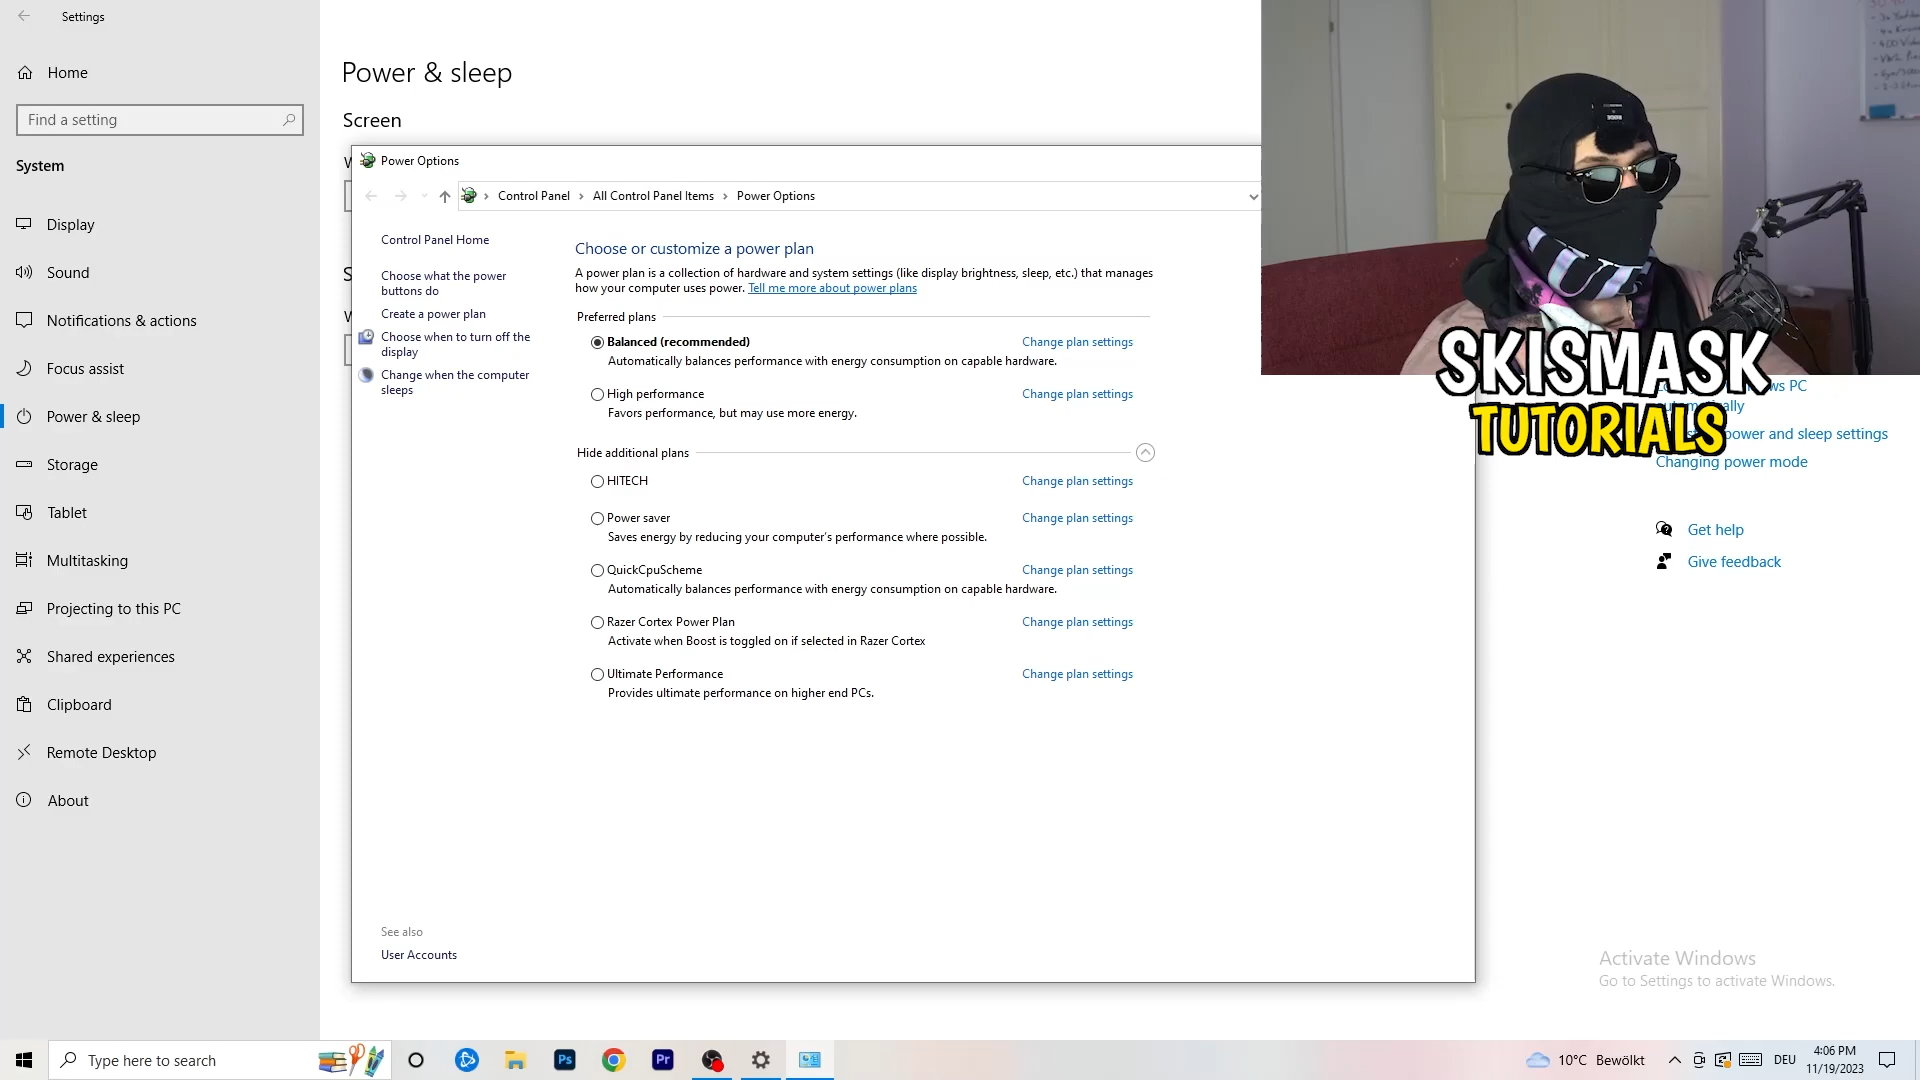 Settings
Home
Find a setting
System
Display
Sound
Notifications & actions
Focus assist
Power & sleep
Storage
Tablet
Multitasking
Projecting to this PC
Shared experiences
Clipboard
Remote Desktop
About
Power & sleep
Screen
Power Options
Control Panel
All Control Panel Items
Power Options
Control Panel Home
Choose what the power
buttons do
Create a power plan
Choose when to turn off the
display
Change when the computer
sleeps
See also
User Accounts
Choose or customize a power plan
A power plan is a collection of hardware and system settings (like display brightness, sleep, etc.) that manages
how your computer uses power. Tell me more about power plans
Preferred plans
Balanced (recommended) Change plan settings
Automatically balances performance with energy consumption on capable hardware.
High performance Change plan settings
Favors performance, but may use more energy.
Hide additional plans
HITECH Change plan settings
Power saver Change plan settings
Saves energy by reducing your computer's performance where possible.
QuickCpuScheme Change plan settings
Automatically balances performance with energy consumption on capable hardware.
Razer Cortex Power Plan Change plan settings
Activate when Boost is toggled on if selected in Razer Cortex
Ultimate Performance Change plan settings
Provides ultimate performance on higher end PCs.
SKISMASK
TUTORIALS
PC
power and sleep settings
Changing power mode
Get help
Give feedback
Activate Windows
Go to Settings to activate Windows.
Type here to search
Ps
Pr
10°C Bewölkt
DEU
4:06 PM
11/19/2023